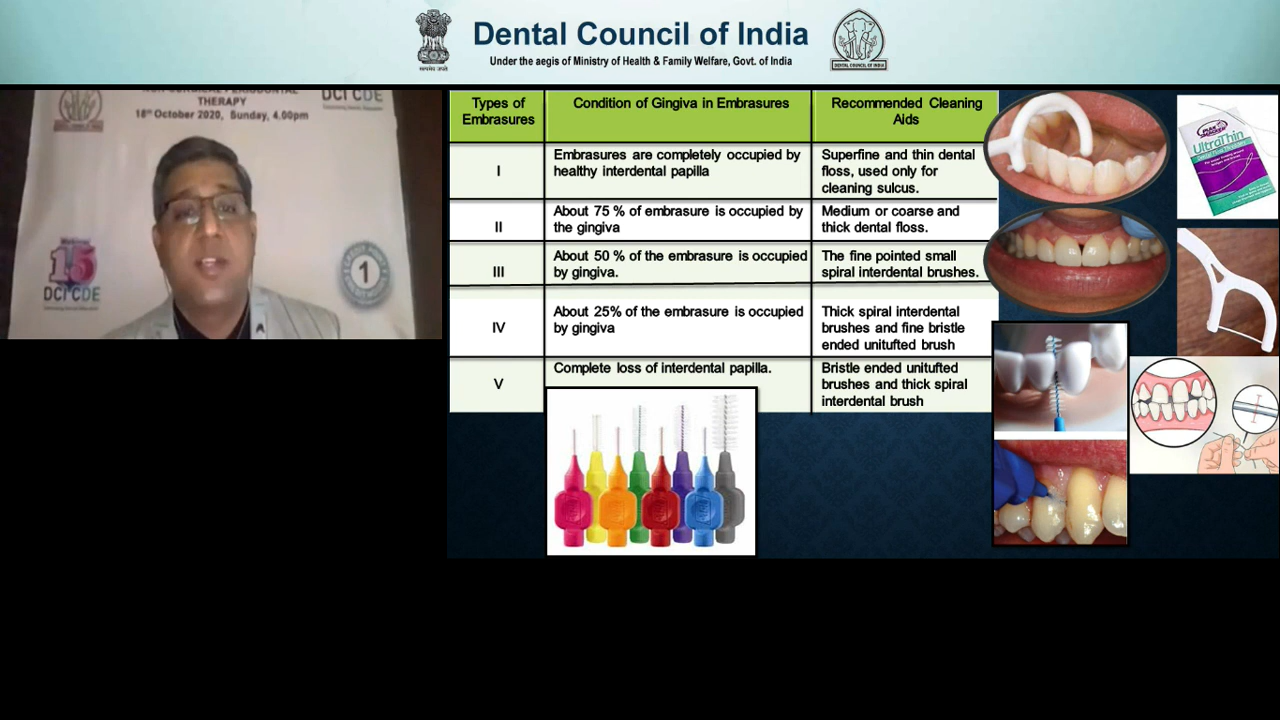 Dental Council of India
Under the aegis of Ministry of Health & Family Welfare, Govt. of India
DENTAL COUNCIL OF INDIA
THERAPY
18th October 2020, Sunday, 4.00pm
DCI CDE
Webinar
15
DCI CDE
1
Types of
Embrasures
Condition of Gingiva in Embrasures
Recommended Cleaning
Aids
I
Embrasures are completely occupied by
healthy interdental papilla
Superfine and thin dental
floss, used only for
cleaning sulcus.
II
About 75 % of embrasure is occupied by
the gingiva
Medium or coarse and
thick dental floss.
III
About 50 % of the embrasure is occupied
by gingiva.
The fine pointed small
spiral interdental brushes.
IV
About 25% of the embrasure is occupied
by gingiva
Thick spiral interdental
brushes and fine bristle
ended unitufted brush
V
Complete loss of interdental papilla.
Bristle ended unitufted
brushes and thick spiral
interdental brush
UltraThin